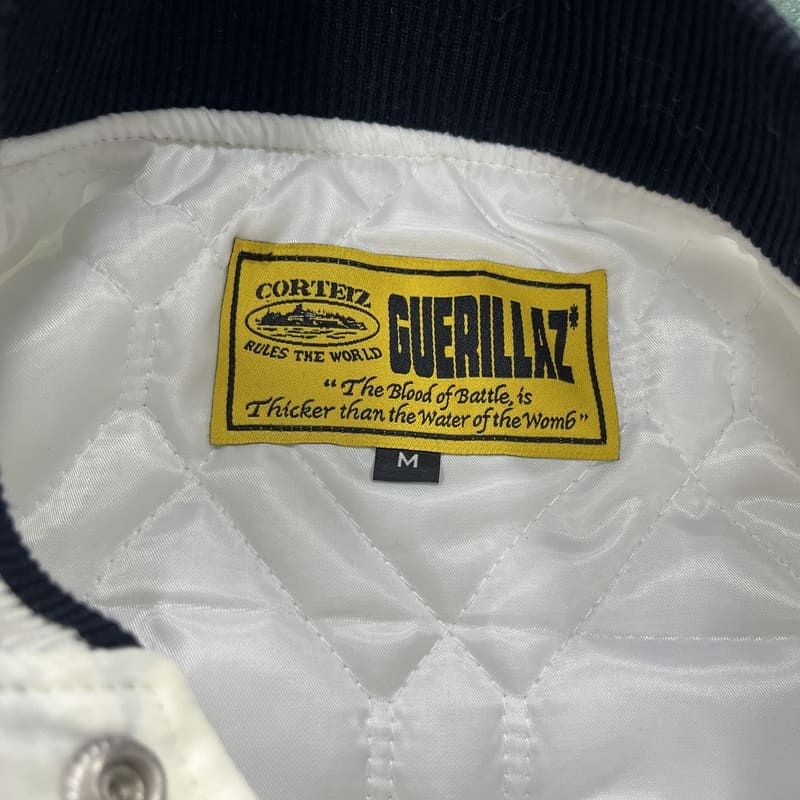 CORTEIZ
RULES THE WORLD
GUERILLAZ*
"The Blood of Battle, is
Thicker than the Water of the Womb"
M